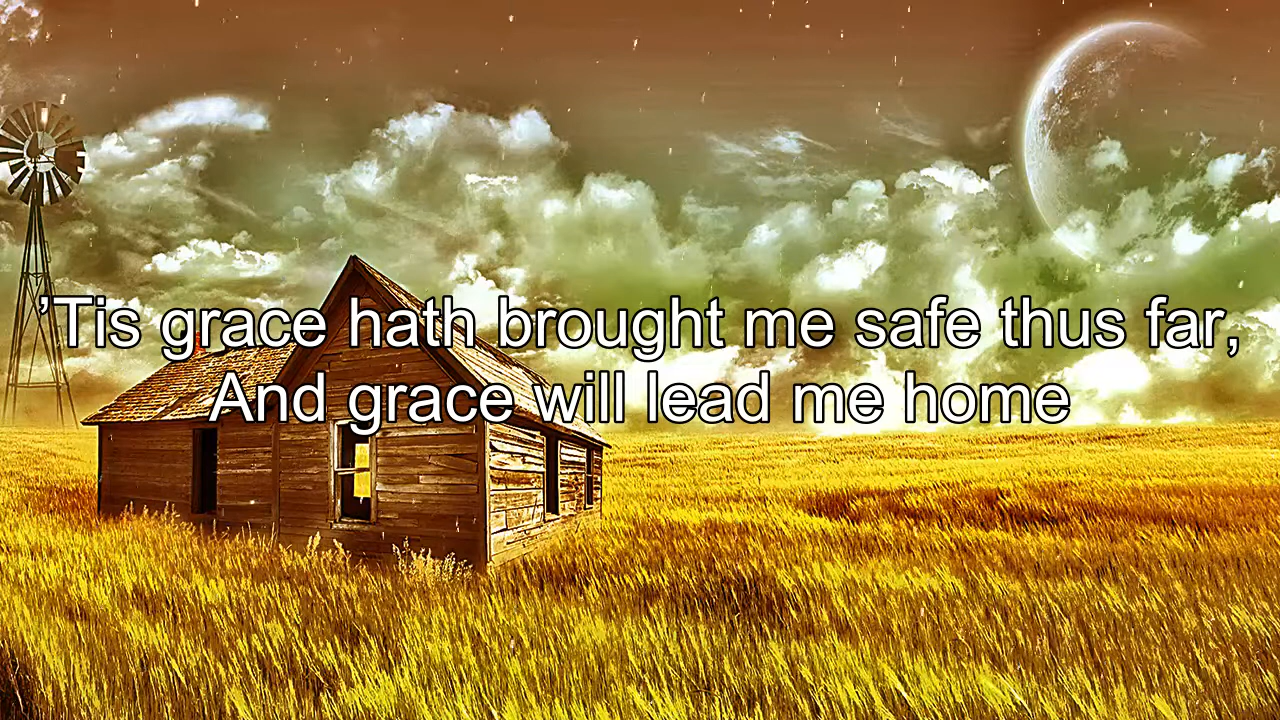 ’Tis grace hath brought me safe thus far,
And grace will lead me home